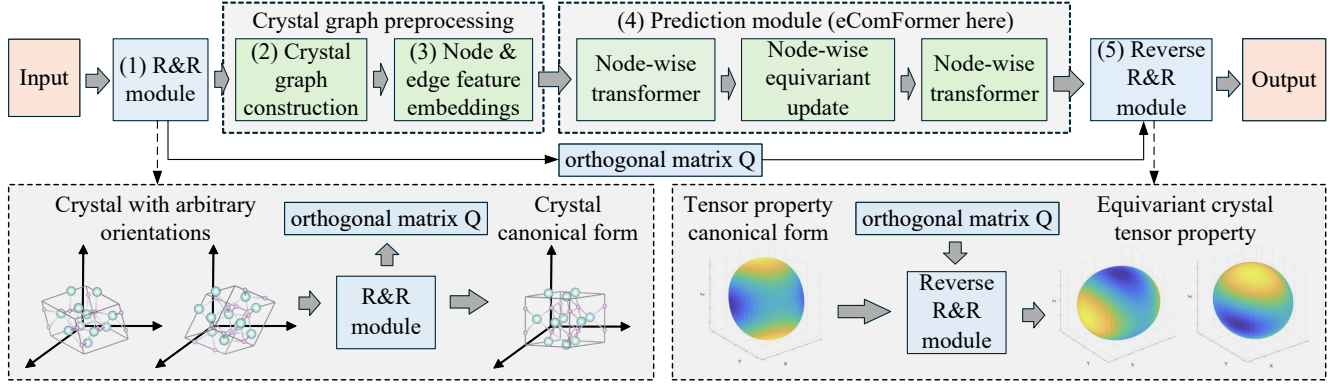 Crystal graph preprocessing
(4) Prediction module (eComFormer here)
Input
(1) R&R
module
(2) Crystal
graph
construction
(3) Node &
edge feature
embeddings
Node-wise
transformer
Node-wise
equivariant
update
Node-wise
transformer
(5) Reverse
R&R
module
Output
orthogonal matrix Q
Crystal with arbitrary
orientations
orthogonal matrix Q
R&R
module
Crystal
canonical form
Tensor property
canonical form
orthogonal matrix Q
Reverse
R&R
module
Equivariant crystal
tensor property
Z
Y
X
Z
Y
X
Z
Y
X